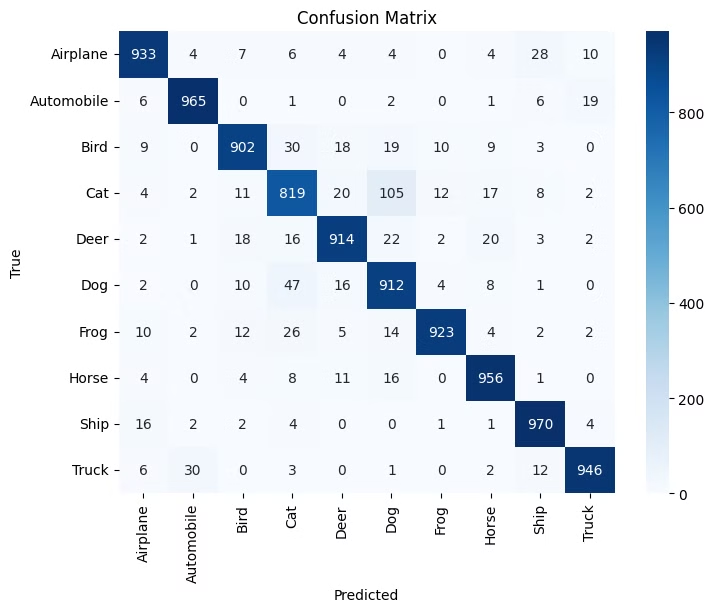 Confusion Matrix
Airplane 933 4 7 6 4 4 0 4 28 10
Automobile 6 965 0 1 0 2 0 1 6 19
Bird 9 0 902 30 18 19 10 9 3 0
Cat 4 2 11 819 20 105 12 17 8 2
Deer 2 1 18 16 914 22 2 20 3 2
Dog 2 0 10 47 16 912 4 8 1 0
Frog 10 2 12 26 5 14 923 4 2 2
Horse 4 0 4 8 11 16 0 956 1 0
Ship 16 2 2 4 0 0 1 1 970 4
Truck 6 30 0 3 0 1 0 2 12 946
True
Airplane Automobile Bird Cat Deer Dog Frog Horse Ship Truck
Predicted
800
600
400
200
0